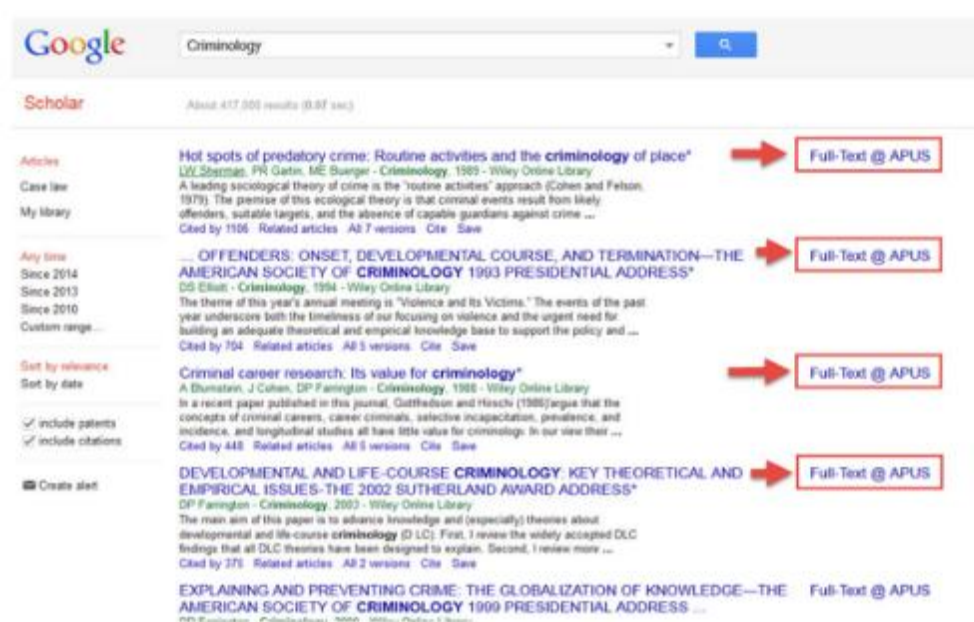 Google
Criminology
Scholar
About 417,000 results (0.07 sec)
Articles
Case law
My library
Any time
Since 2014
Since 2013
Since 2010
Custom range...
Sort by relevance
Sort by date
include patents
include citations
Create alert
Hot spots of predatory crime: Routine activities and the criminology of place*
LW Sherman, PR Gartin, ME Buerger - Criminology, 1989 - Wiley Online Library
A leading sociological theory of crime is the "routine activities" approach (Cohen and Felson,
1979). The premise of this ecological theory is that criminal events result from likely
offenders, suitable targets, and the absence of capable guardians against crime ...
Cited by 1106 Related articles All 7 versions Cite Save
Full-Text @ APUS
... OFFENDERS: ONSET, DEVELOPMENTAL COURSE, AND TERMINATION—THE
AMERICAN SOCIETY OF CRIMINOLOGY 1993 PRESIDENTIAL ADDRESS*
DS Elliott - Criminology, 1994 - Wiley Online Library
The theme of this year's annual meeting is "Violence and Its Victims." The events of the past
year underscore both the timeliness of our focusing on violence and the urgent need for
building an adequate theoretical and empirical knowledge base to support the policy and ...
Cited by 704 Related articles All 5 versions Cite Save
Full-Text @ APUS
Criminal career research: Its value for criminology*
A Blumstein, J Cohen, DP Farrington - Criminology, 1988 - Wiley Online Library
In a recent paper published in this journal, Gottfredson and Hirschi (1986)argue that the
concepts of criminal careers, career criminals, selective incapacitation, prevalence, and
incidence, and longitudinal studies all have little value for criminology. In our view their ...
Cited by 448 Related articles All 5 versions Cite Save
Full-Text @ APUS
DEVELOPMENTAL AND LIFE-COURSE CRIMINOLOGY: KEY THEORETICAL AND
EMPIRICAL ISSUES-THE 2002 SUTHERLAND AWARD ADDRESS*
DP Farrington - Criminology, 2003 - Wiley Online Library
The main aim of this paper is to advance knowledge and (especially) theories about
developmental and life-course criminology (D LC). First, I review the widely accepted DLC
findings that all DLC theories have been designed to explain. Second, I review more ...
Cited by 376 Related articles All 2 versions Cite Save
Full-Text @ APUS
EXPLAINING AND PREVENTING CRIME: THE GLOBALIZATION OF KNOWLEDGE—THE
AMERICAN SOCIETY OF CRIMINOLOGY 1999 PRESIDENTIAL ADDRESS ...
DP Farrington - Criminology, 2000 - Wiley Online Library
Full-Text @ APUS